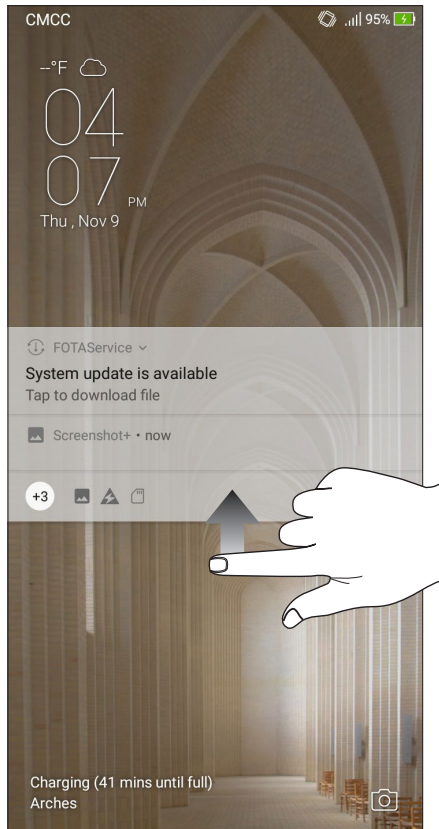 CMCC 95%
--°F
04
07 PM
Thu , Nov 9
FOTAService
System update is available
Tap to download file
Screenshot+ • now
+3
Charging (41 mins until full)
Arches